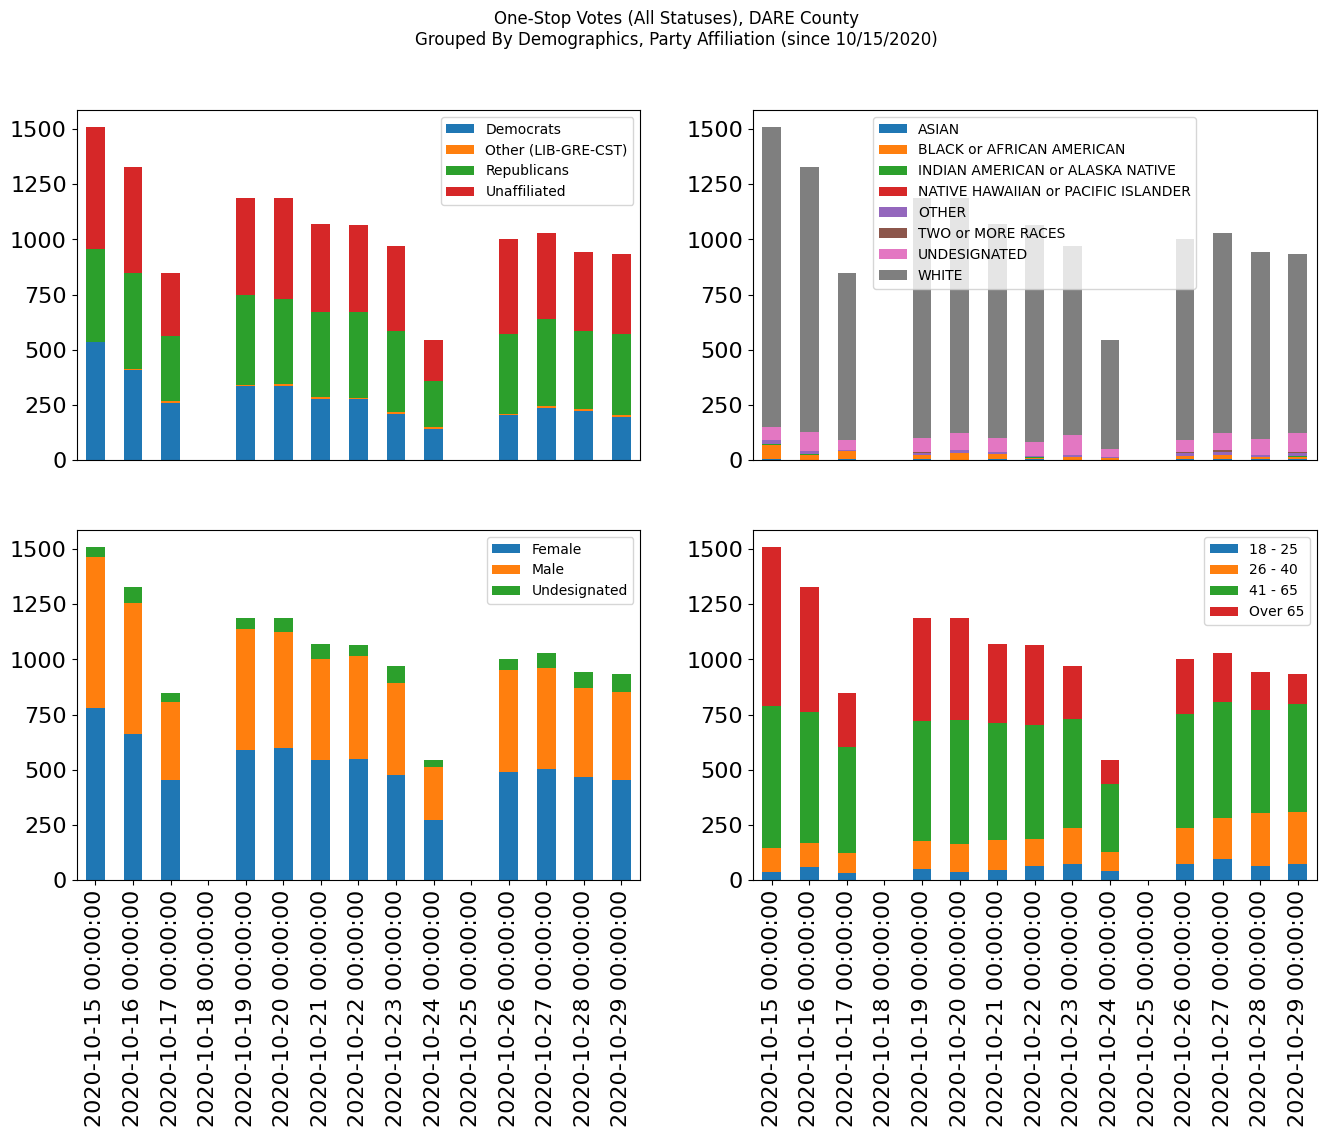 One-Stop Votes (All Statuses), DARE County
Grouped By Demographics, Party Affiliation (since 10/15/2020)
1500
1250
1000
750
500
250
0
Democrats
Other (LIB-GRE-CST)
Republicans
Unaffiliated
1500
1250
1000
750
500
250
0
ASIAN
BLACK or AFRICAN AMERICAN
INDIAN AMERICAN or ALASKA NATIVE
NATIVE HAWAIIAN or PACIFIC ISLANDER
OTHER
TWO or MORE RACES
UNDESIGNATED
WHITE
1500
1250
1000
750
500
250
0
Female
Male
Undesignated
2020-10-15 00:00:00
2020-10-16 00:00:00
2020-10-17 00:00:00
2020-10-18 00:00:00
2020-10-19 00:00:00
2020-10-20 00:00:00
2020-10-21 00:00:00
2020-10-22 00:00:00
2020-10-23 00:00:00
2020-10-24 00:00:00
2020-10-25 00:00:00
2020-10-26 00:00:00
2020-10-27 00:00:00
2020-10-28 00:00:00
2020-10-29 00:00:00
1500
1250
1000
750
500
250
0
18 - 25
26 - 40
41 - 65
Over 65
2020-10-15 00:00:00
2020-10-16 00:00:00
2020-10-17 00:00:00
2020-10-18 00:00:00
2020-10-19 00:00:00
2020-10-20 00:00:00
2020-10-21 00:00:00
2020-10-22 00:00:00
2020-10-23 00:00:00
2020-10-24 00:00:00
2020-10-25 00:00:00
2020-10-26 00:00:00
2020-10-27 00:00:00
2020-10-28 00:00:00
2020-10-29 00:00:00